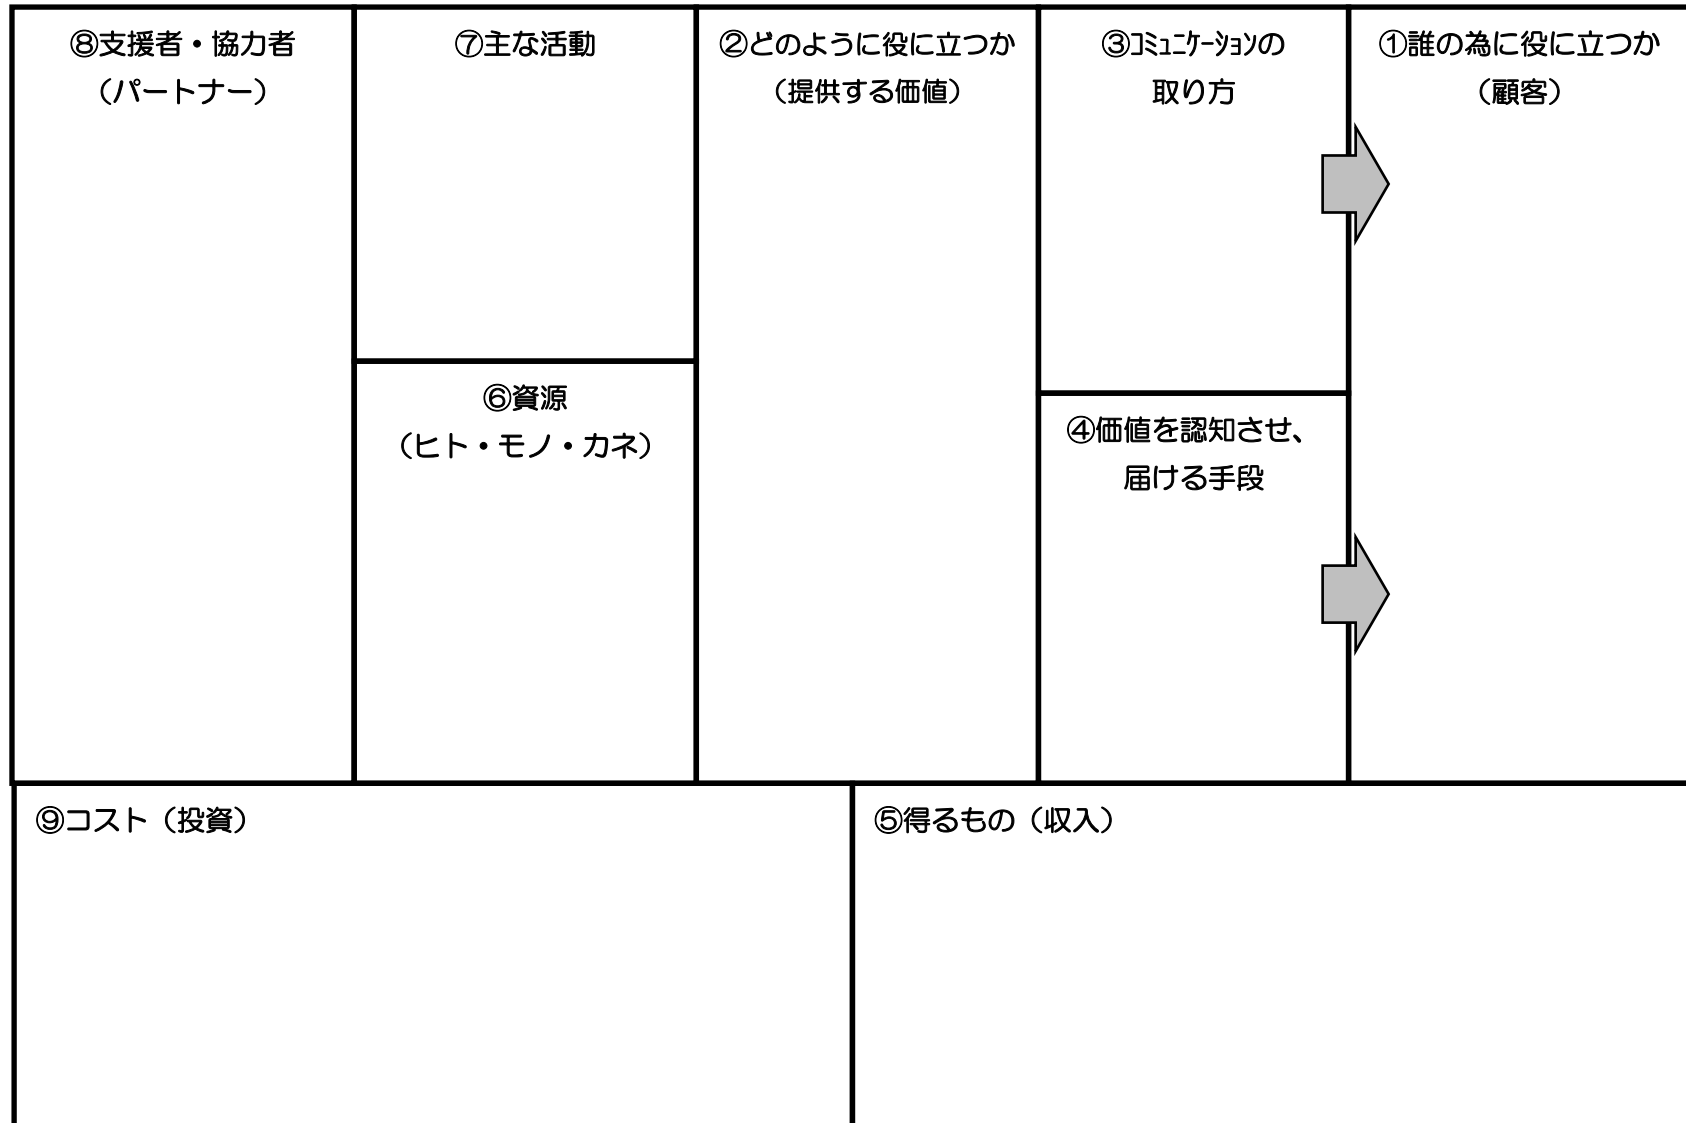 ⑧支援者・協力者
（パートナー）
⑦主な活動
⑥資源
（ヒト・モノ・カネ）
②どのように役に立つか
（提供する価値）
③ｺﾐｭﾆｹｰｼｮﾝの
取り方
④価値を認知させ、
届ける手段
①誰の為に役に立つか
（顧客）
⑨コスト（投資）
⑤得るもの（収入）